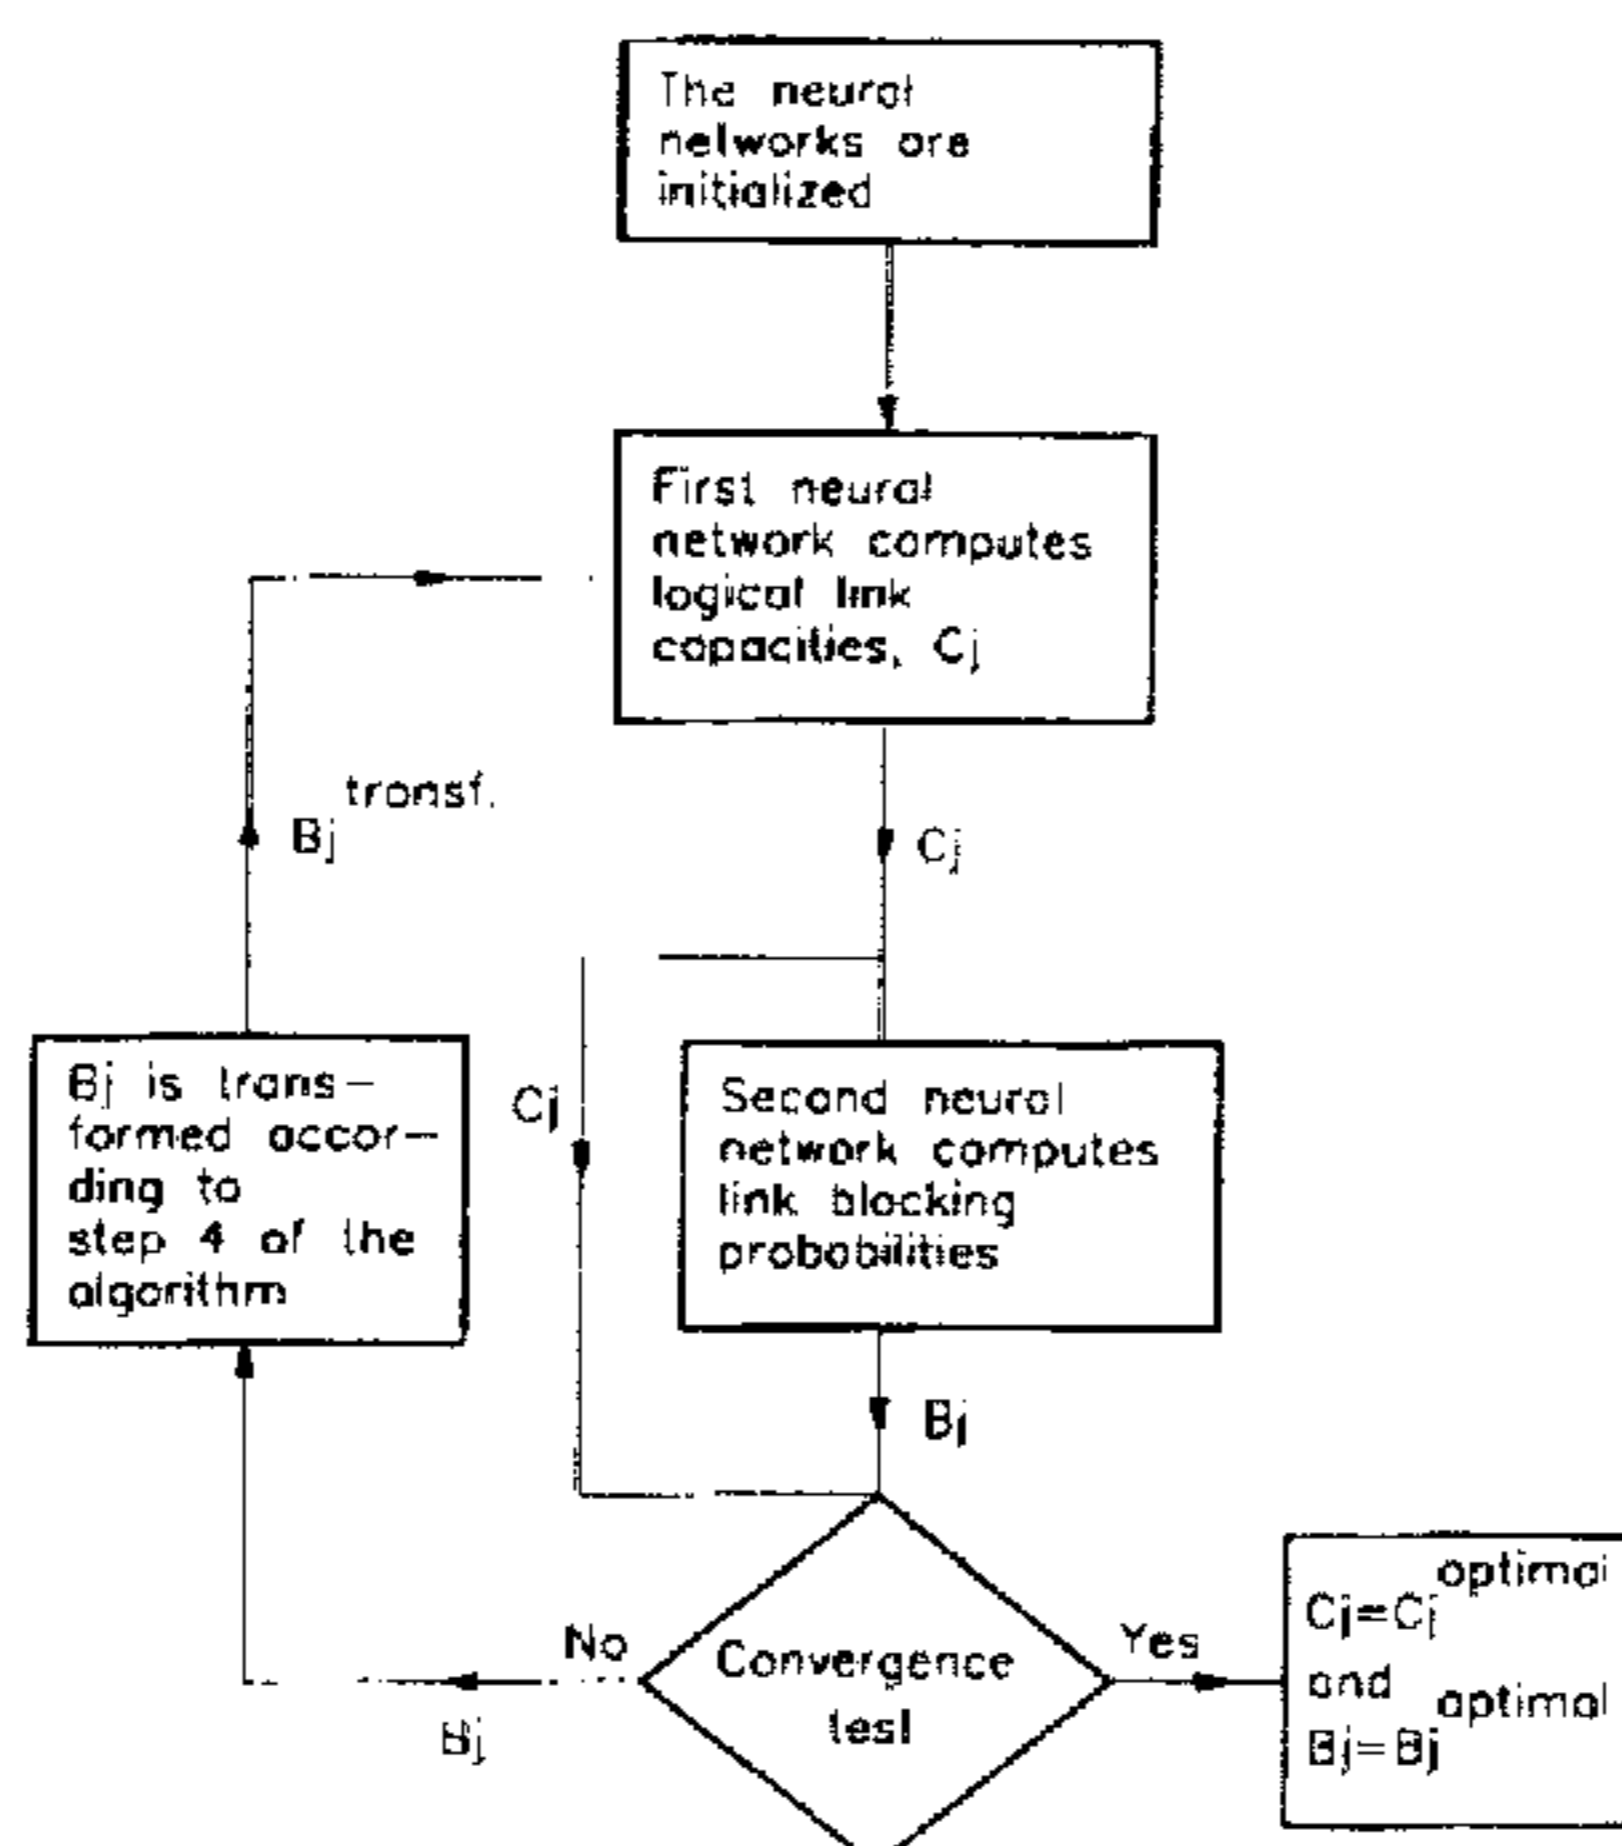 The neural
networks are
initialized
First neural
network computes
logical link
capacities, Cj
transf.
Bj
Cj
Bj is trans-
formed accor-
ding to
step 4 of the
algorithm
Cj
Second neural
network computes
link blocking
probabilities
Bj
No
Convergence
test
Yes
Bj
optimal
Cj=Cj
and
optimal
Bj=Bj